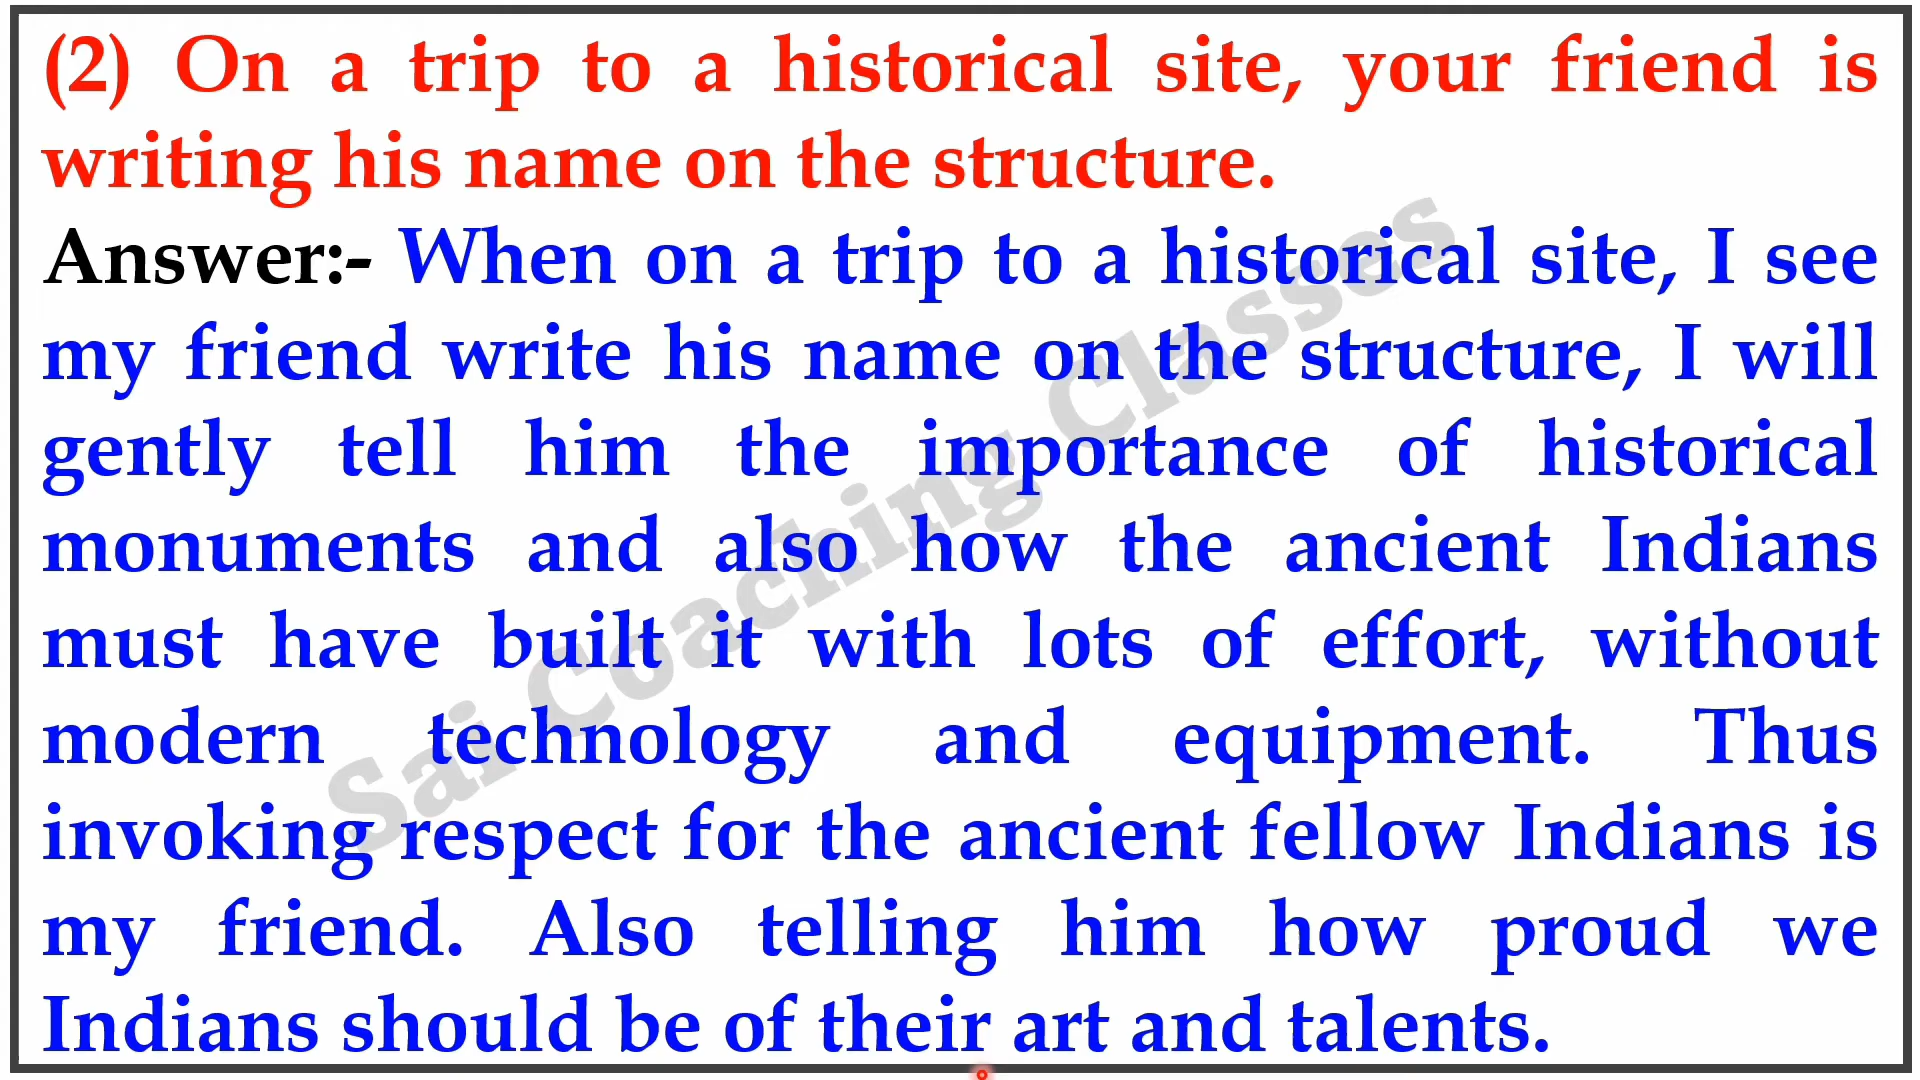 (2) On a trip to a historical site, your friend is
writing his name on the structure.
Answer:- When on a trip to a historical site, I see
my friend write his name on the structure, I will
gently tell him the importance of historical
monuments and also how the ancient Indians
must have built it with lots of effort, without
modern technology and equipment. Thus
invoking respect for the ancient fellow Indians is
my friend. Also telling him how proud we
Indians should be of their art and talents.
Sai Coaching Classes